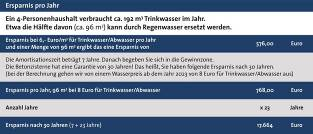 Ersparnis pro Jahr
Ein 4-Personenhaushalt verbraucht ca. 192 m³ Trinkwasser im Jahr.
Etwa die Hälfte davon (ca. 96 m³) kann durch Regenwasser ersetzt werden.
Ersparnis bei 6,-Euro/m³ für Trinkwasser/Abwasser pro Jahr
und einer Menge von 96 m³ ergibt das eine Ersparnis von 576,00 Euro
Die Amortisationszeit beträgt 7 Jahre. Danach begeben Sie sich in die Gewinnzone.
Die Betonzisterne hat eine Garantie von 30 Jahren! Das heißt, Sie haben folgende Ersparnis nach 30 Jahren.
(bei der Berechnung gehen wir von einem Wasserpreis ab dem Jahr 2023 von 8 Euro für Trinkwasser/Abwasser aus)
Ersparnis pro Jahr, 96 m³ bei 8 Euro für Trinkwasser/Abwasser 768,00 Euro
Anzahl Jahre x 23 Jahre
Ersparnis nach 30 Jahren (7 + 23 Jahre) 17.664 Euro